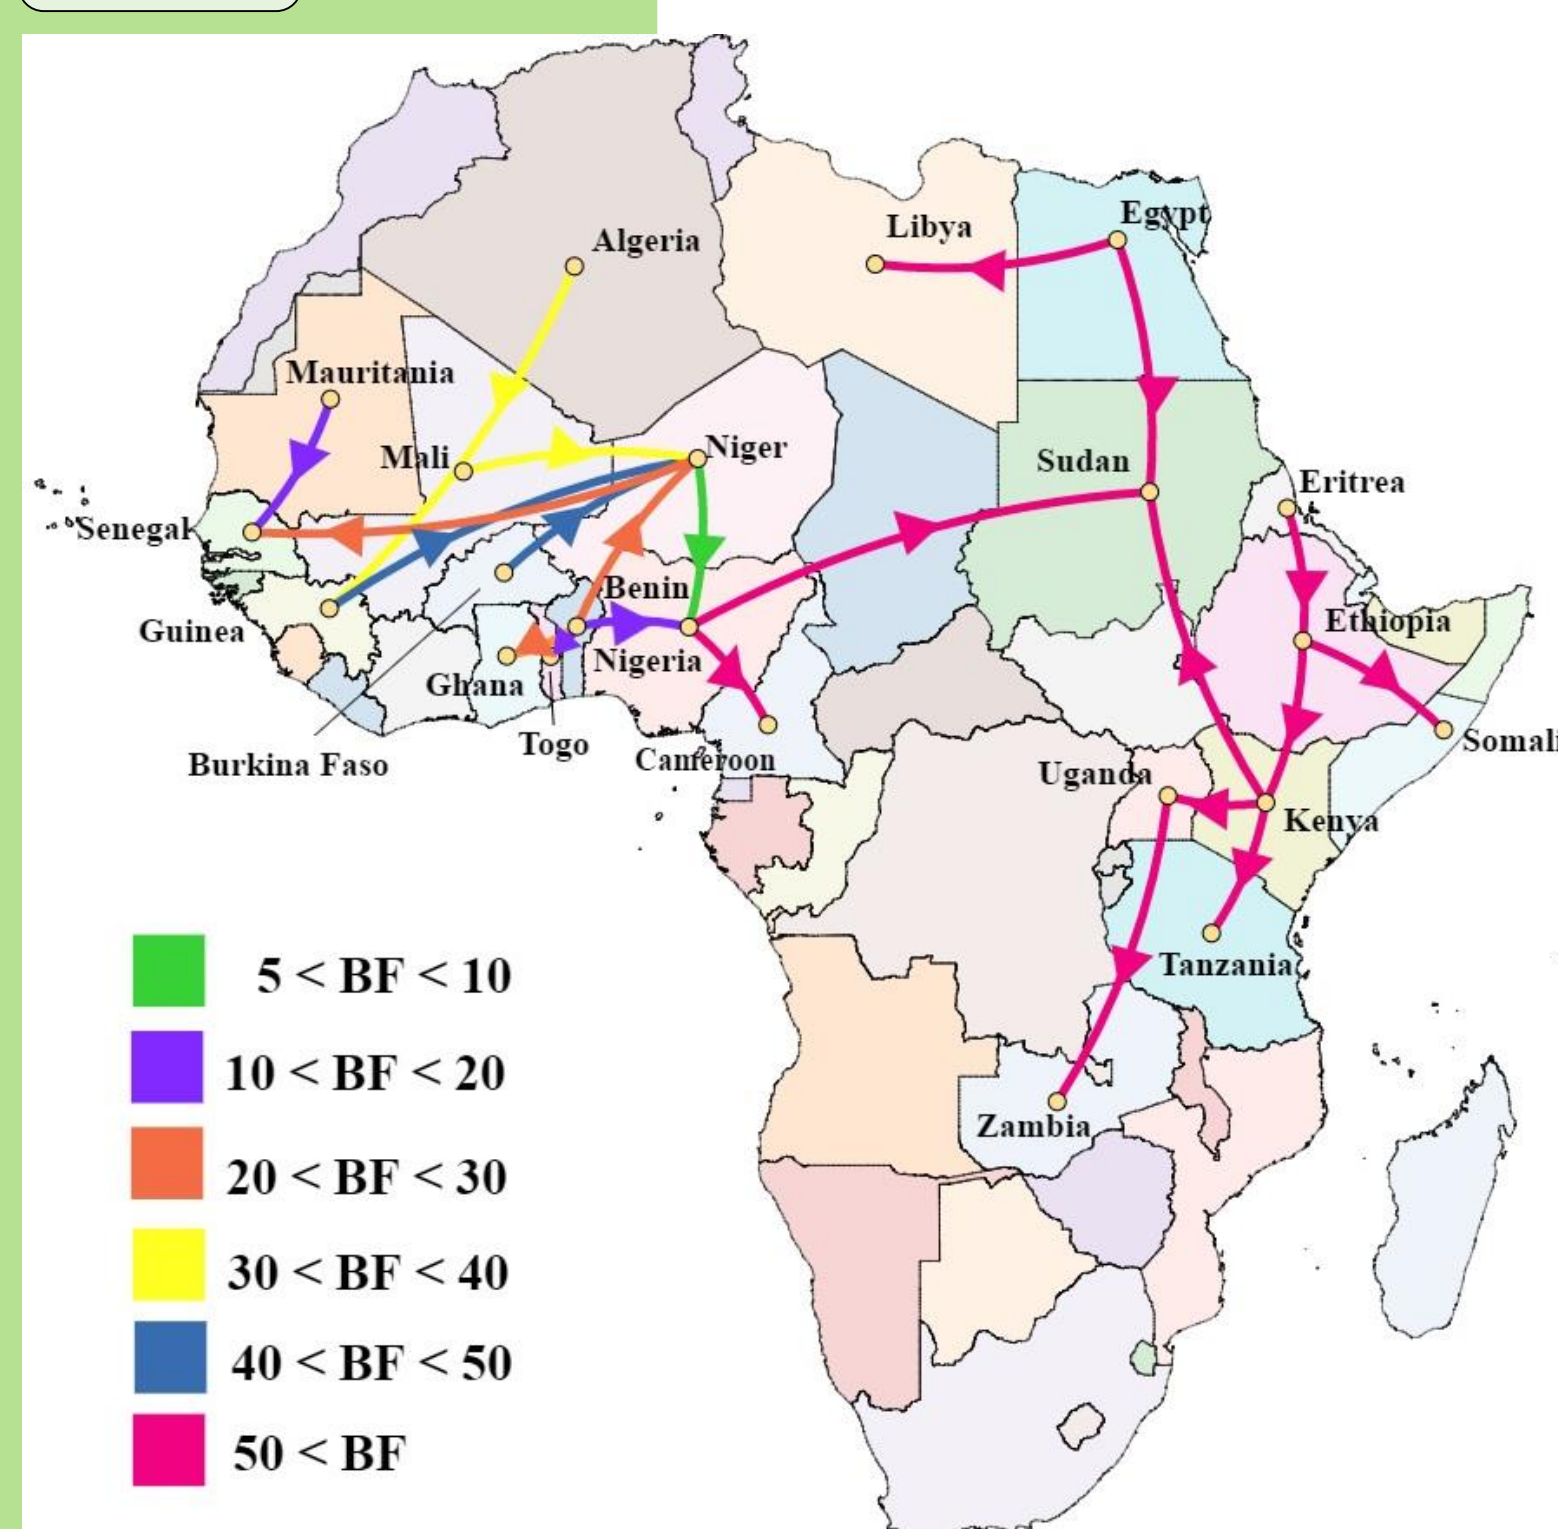 Egypt
Libya
Algeria
Mauritania
Niger
Mali
Sudan
Eritrea
Senegal
Benin
Ethiopia
Guinea
Nigeria
Ghana
Somali
Togo
Cameroon
Burkina Faso
Uganda
Kenya
Tanzania
Zambia
5 < BF < 10
10 < BF < 20
20 < BF < 30
30 < BF < 40
40 < BF < 50
50 < BF